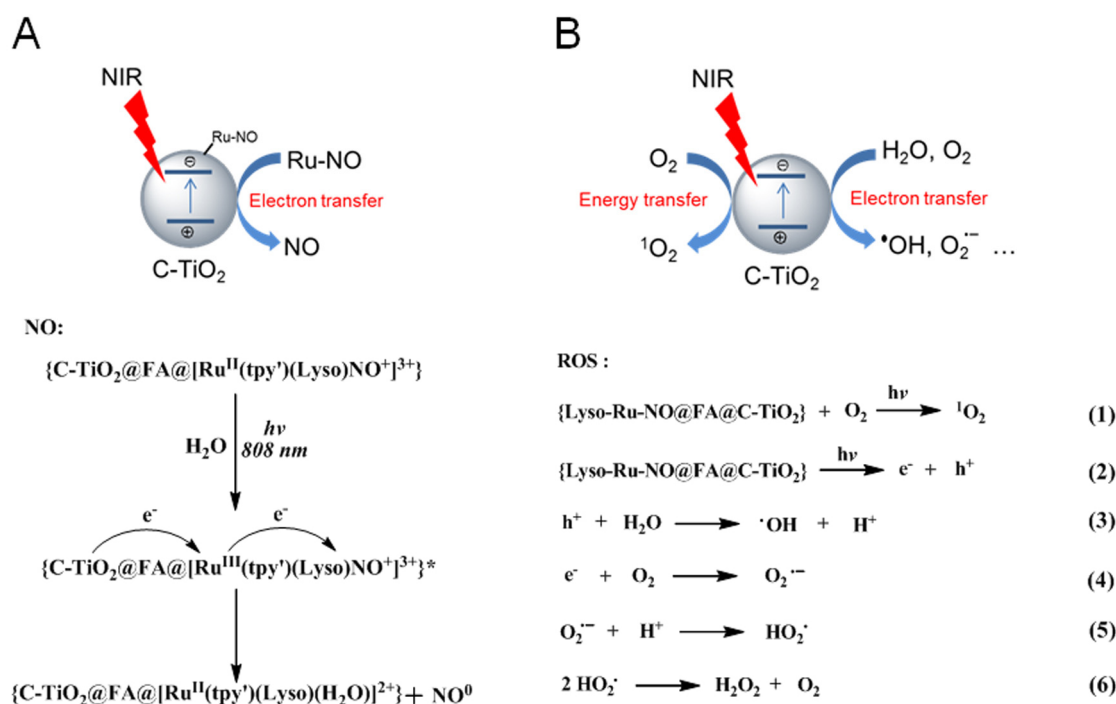 A
NIR
Ru-NO
⊖
Ru-NO
Electron transfer
⊕
NO
C-TiO₂
NO:
{C-TiO₂@FA@[Ruᴵᴵ(tpy')(Lyso)NO⁺]³⁺}
H₂O
hν
808 nm
e⁻ e⁻
{C-TiO₂@FA@[Ruᴵᴵᴵ(tpy')(Lyso)NO⁺]³⁺}*
{C-TiO₂@FA@[Ruᴵᴵ(tpy')(Lyso)(H₂O)]²⁺} + NO⁰
B
NIR
O₂
⊖
H₂O, O₂
Energy transfer
Electron transfer
¹O₂
⊕
•OH, O₂•⁻ ...
C-TiO₂
ROS :
{Lyso-Ru-NO@FA@C-TiO₂} + O₂ hν → ¹O₂ (1)
{Lyso-Ru-NO@FA@C-TiO₂} hν → e⁻ + h⁺ (2)
h⁺ + H₂O → ·OH + H⁺ (3)
e⁻ + O₂ → O₂·⁻ (4)
O₂·⁻ + H⁺ → HO₂· (5)
2 HO₂· → H₂O₂ + O₂ (6)